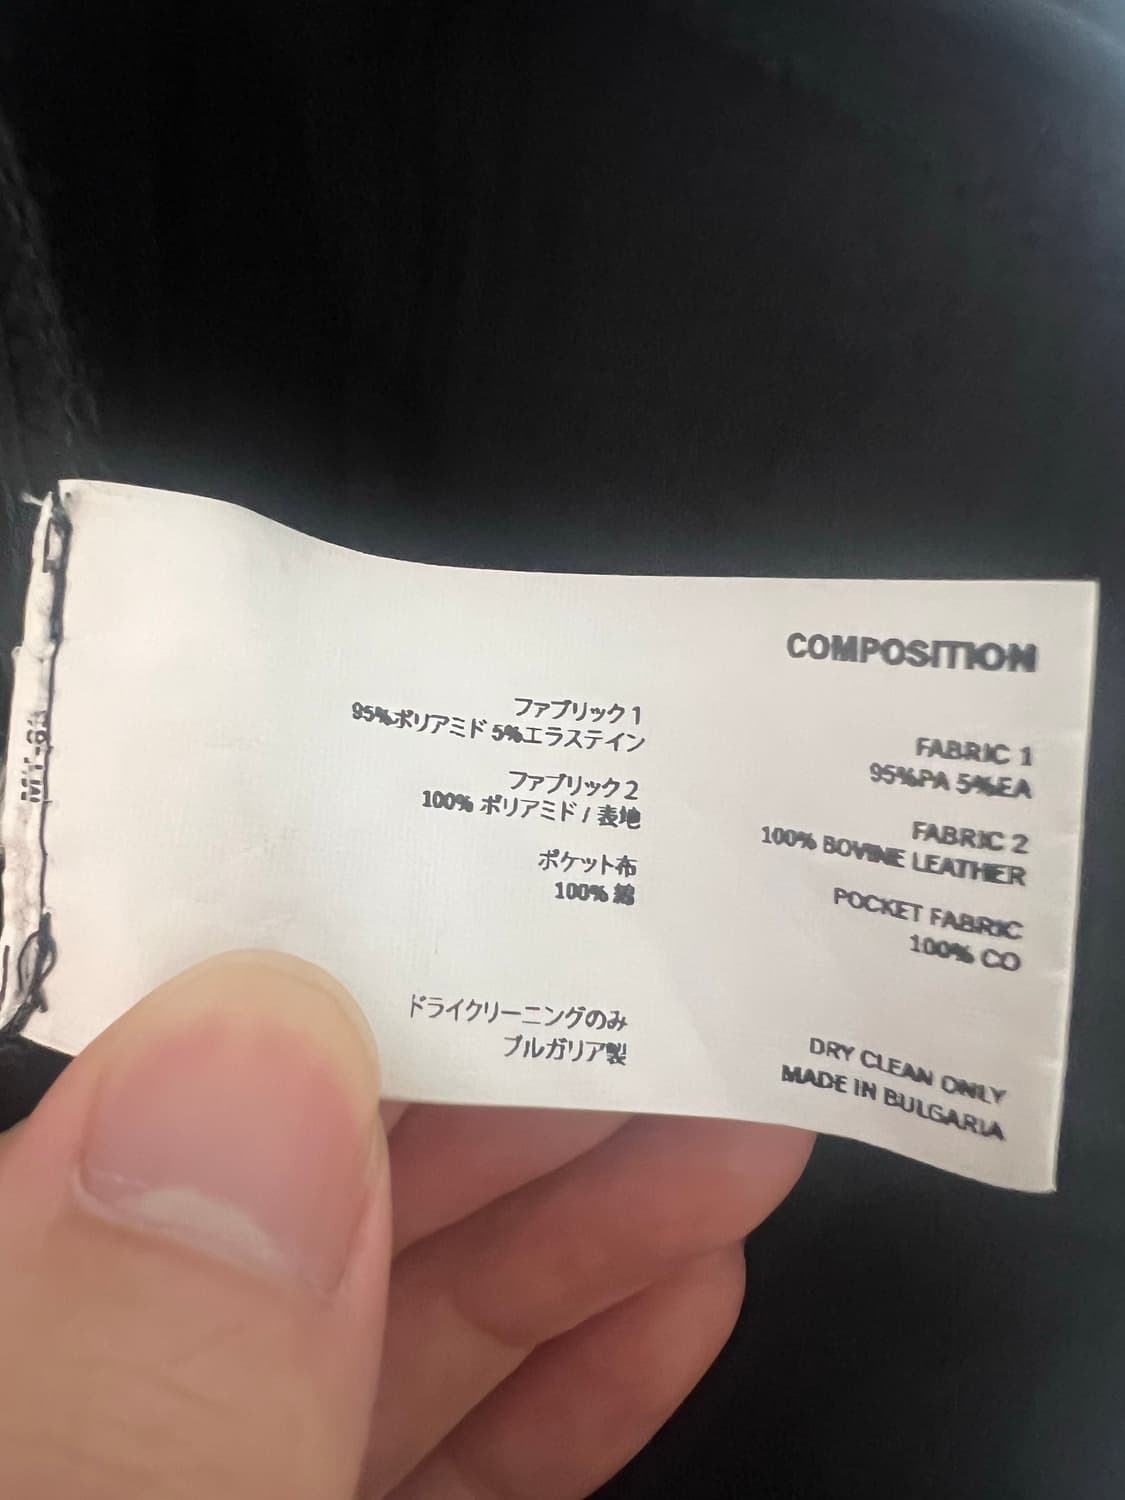 COMPOSITION
ファブリック 1
95%ポリアミド 5%エラステイン
ファブリック 2
100% ポリアミド / 表地
ポケット布
100% 綿
ドライクリーニングのみ
ブルガリア製
FABRIC 1
95%PA 5%EA
FABRIC 2
100% BOVINE LEATHER
POCKET FABRIC
100% CO
DRY CLEAN ONLY
MADE IN BULGARIA